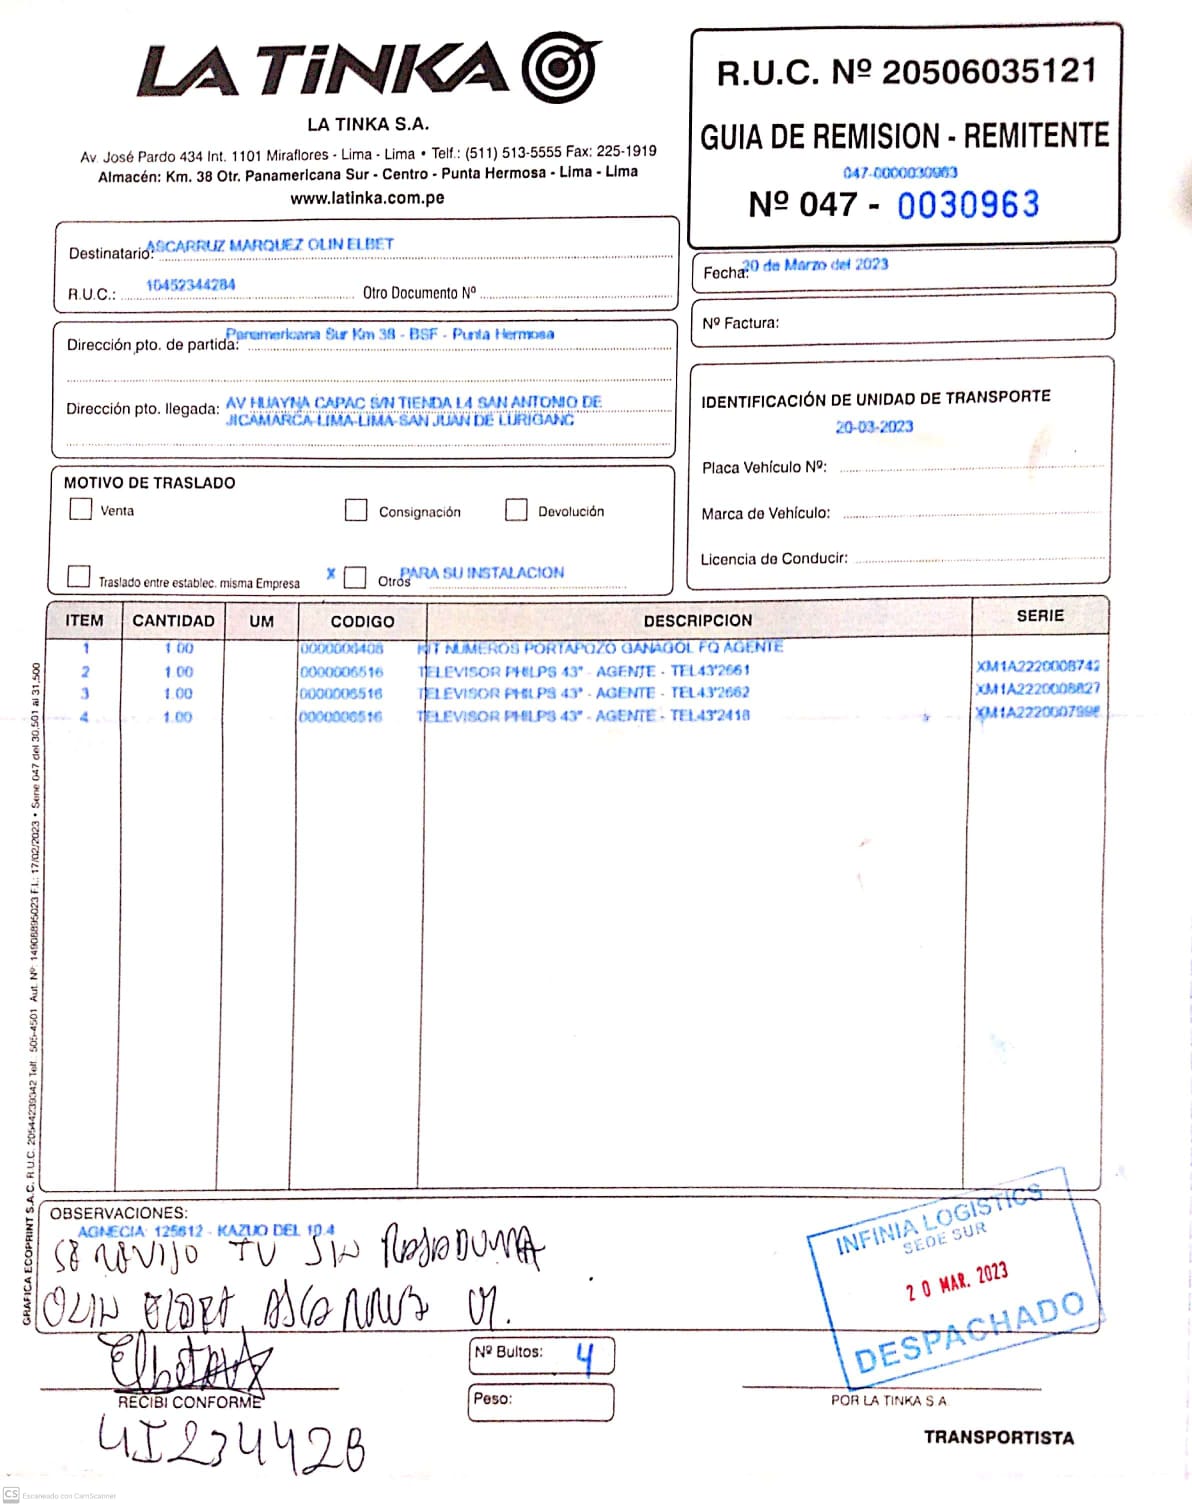 LA TiNKA
LA TINKA S.A.
Av. José Pardo 434 Int. 1101 Miraflores - Lima - Lima • Telf.: (511) 513-5555 Fax: 225-1919
Almacén: Km. 38 Otr. Panamericana Sur - Centro - Punta Hermosa - Lima - Lima
www.latinka.com.pe
R.U.C. Nº 20506035121
GUIA DE REMISION - REMITENTE
047-0000030963
Nº 047 - 0030963
Destinatario: ASCARRUZ MARQUEZ OLIN ELBET
R.U.C.: 10452344284 Otro Documento Nº
Fecha: 20 de Marzo del 2023
Nº Factura:
Dirección pto. de partida: Panamericana Sur Km 38 - BSF - Punta Hermosa
Dirección pto. llegada: AV HUAYNA CAPAC S/N TIENDA L4 SAN ANTONIO DE
JICAMARCA-LIMA-LIMA-SAN JUAN DE LURIGANC
IDENTIFICACIÓN DE UNIDAD DE TRANSPORTE
20-03-2023
Placa Vehículo Nº:
Marca de Vehículo:
Licencia de Conducir:
MOTIVO DE TRASLADO
Venta Consignación Devolución
Traslado entre establec. misma Empresa X Otros PARA SU INSTALACION
ITEM CANTIDAD UM CODIGO DESCRIPCION SERIE
1 1.00 0000006408 KIT NUMEROS PORTAPOZO GANAGOL FQ AGENTE
2 1.00 0000006516 TELEVISOR PHILPS 43" - AGENTE - TEL43'2661 XM1A2220008742
3 1.00 0000006516 TELEVISOR PHILPS 43" - AGENTE - TEL43'2662 XM1A2220008827
4 1.00 0000006516 TELEVISOR PHILPS 43" - AGENTE - TEL43'2418 XM1A2220007996
OBSERVACIONES:
AGNECIA: 125612 - KAZUO DEL 10.4
SE REVIJO TV SIN RAJADURA
OLIN ELBET ASCARRUZ M.
INFINIA LOGISTICS
SEDE SUR
20 MAR. 2023
DESPACHADO
Nº Bultos: 4
Peso:
RECIBI CONFORME
POR LA TINKA S.A.
TRANSPORTISTA
GRAFICA ECOPRINT S.A.C. R.U.C. 20544239342 Telf. 505-4501 Aut. Nº: 14906895023 F.I.: 17/02/2023 • Serie 047 del 30,501 al 31,500
CS Escaneado con CamScanner